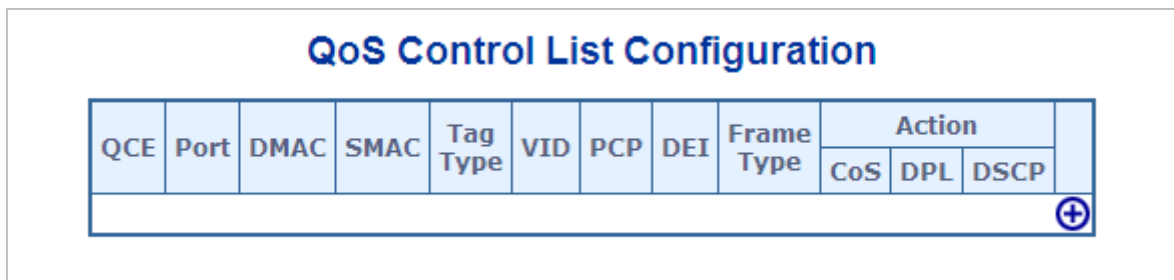 QoS Control List Configuration
QCE Port DMAC SMAC Tag Type VID PCP DEI Frame Type Action
CoS DPL DSCP